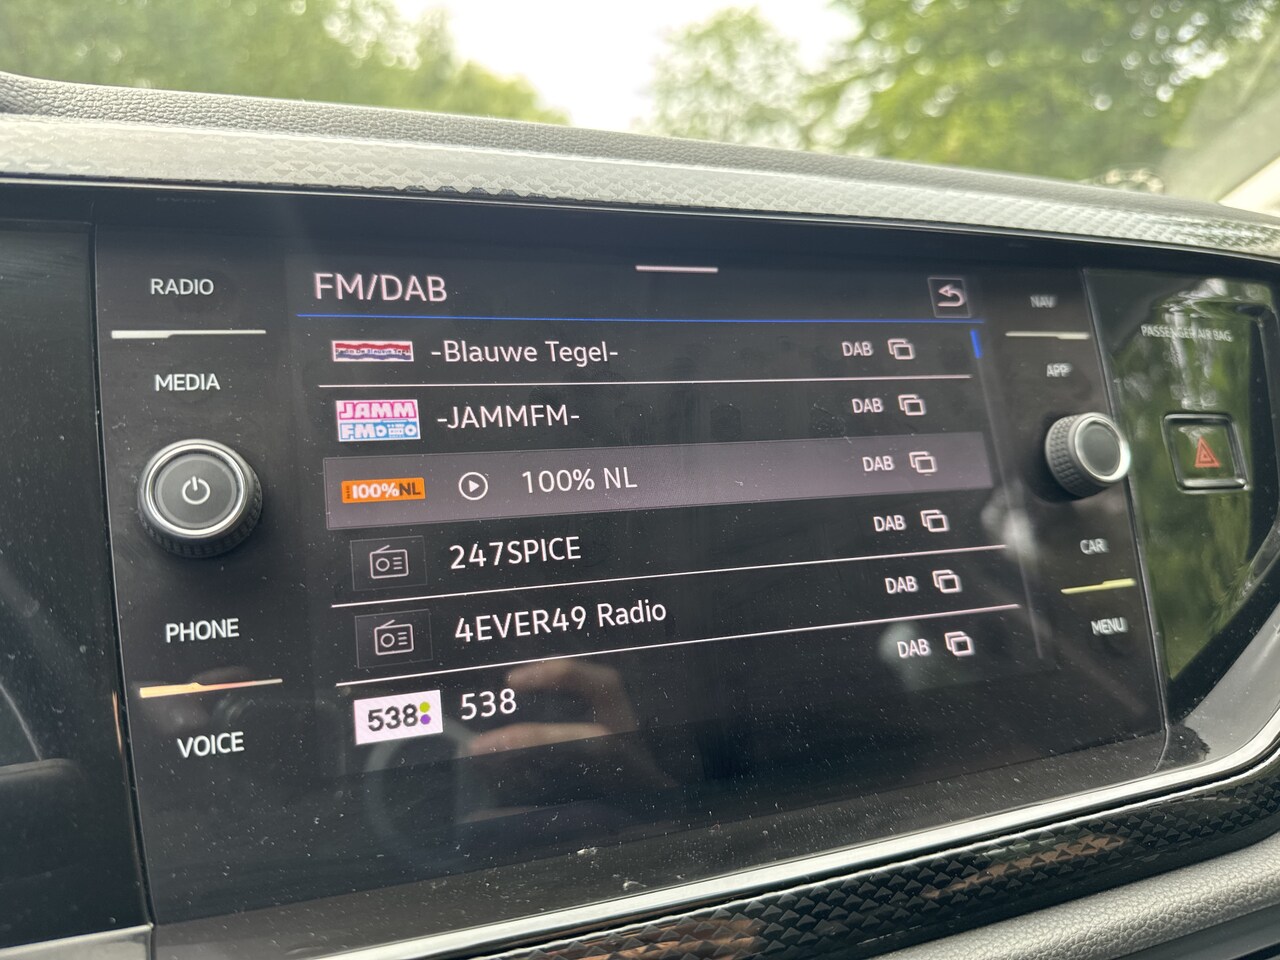 RADIO
MEDIA
PHONE
VOICE
FM/DAB
-Blauwe Tegel- DAB
JAMM
FM
-JAMMFM- DAB
100%NL
100% NL DAB
247SPICE DAB
4EVER49 Radio DAB
538
538 DAB
NAV
APP
CAR
MENU
PASSENGER AIR BAG